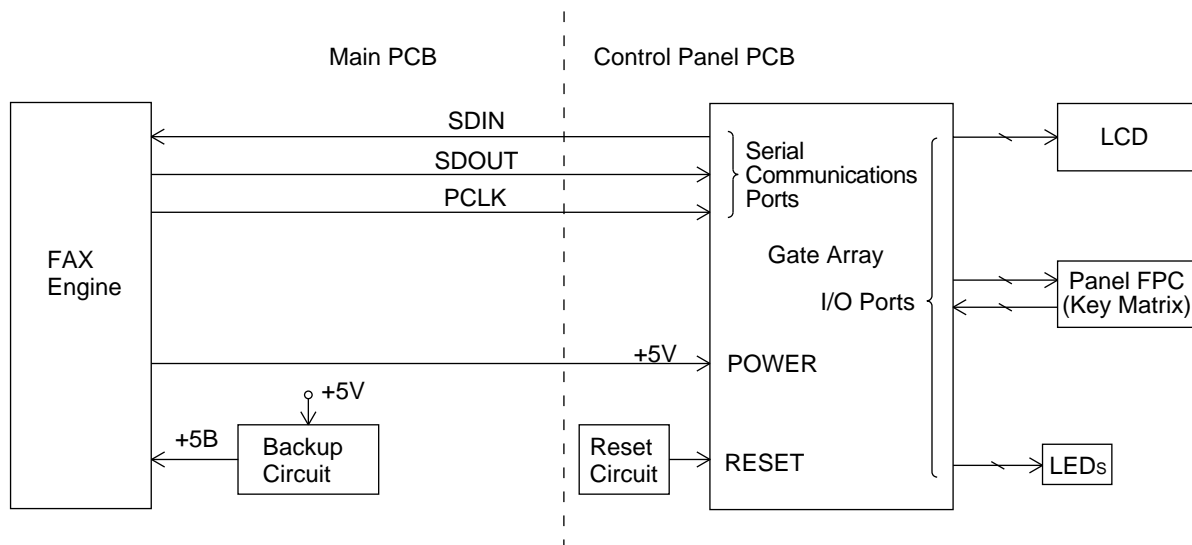 Main PCB
Control Panel PCB
SDIN
SDOUT
PCLK
Serial
Communications
Ports
LCD
FAX
Engine
Gate Array
I/O Ports
Panel FPC
(Key Matrix)
+5V
POWER
+5V
+5B
Backup
Circuit
Reset
Circuit
RESET
LEDs